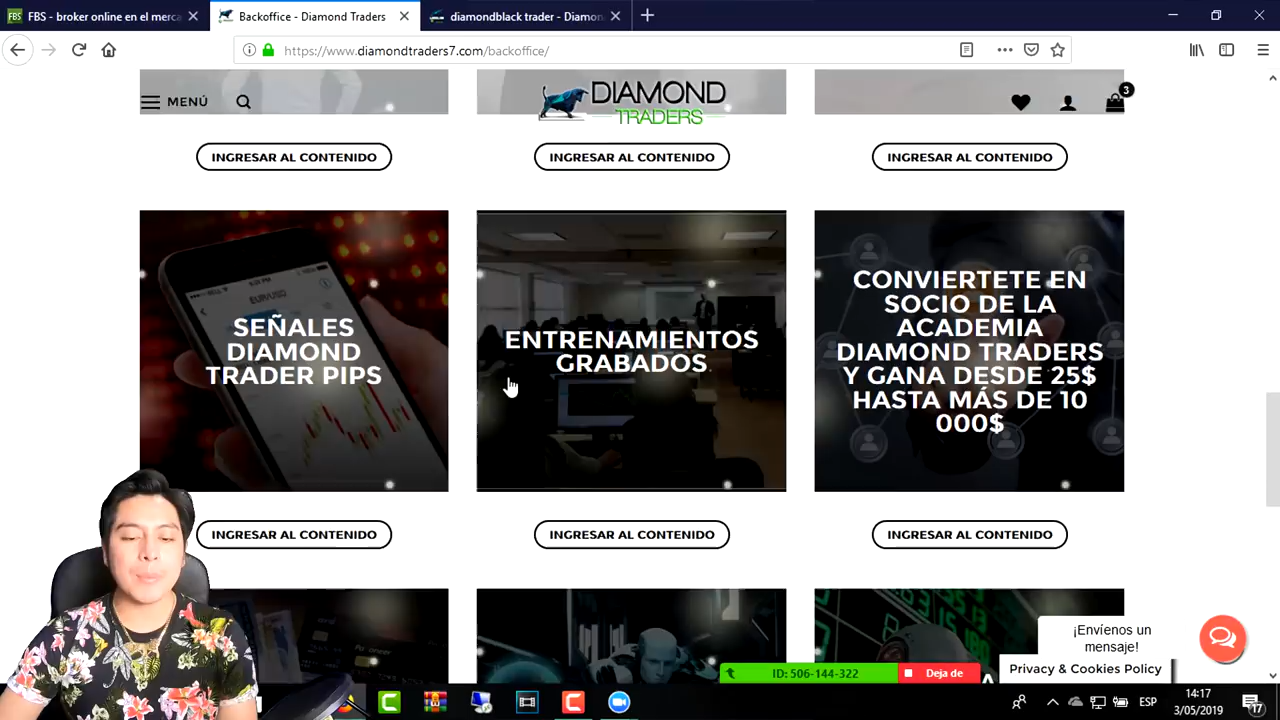 FBS - broker online en el merca
Backoffice - Diamond Traders
diamondblack trader - Diamon
https://www.diamondtraders7.com/backoffice/
MENÚ
DIAMOND
TRADERS
3
INGRESAR AL CONTENIDO
INGRESAR AL CONTENIDO
INGRESAR AL CONTENIDO
EUR/USD
SEÑALES
DIAMOND
TRADER PIPS
ENTRENAMIENTOS
GRABADOS
CONVIERTETE EN
SOCIO DE LA
ACADEMIA
DIAMOND TRADERS
Y GANA DESDE 25$
HASTA MÁS DE 10
000$
INGRESAR AL CONTENIDO
INGRESAR AL CONTENIDO
INGRESAR AL CONTENIDO
¡Envíenos un
mensaje!
Privacy & Cookies Policy
ID: 506-144-322
Deja de
ESP
14:17
3/05/2019
17